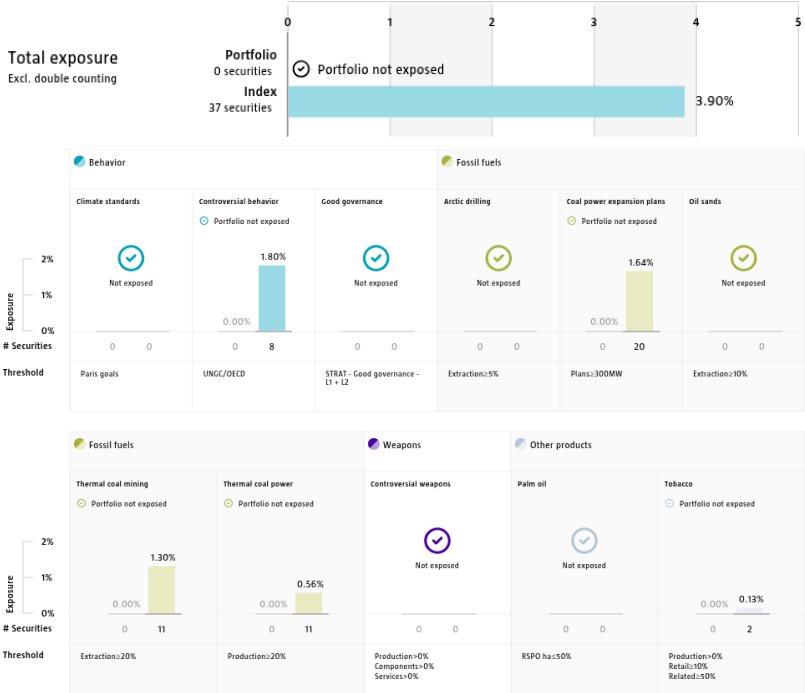 0 1 2 3 4 5
Total exposure
Excl. double counting
Portfolio
0 securities
Portfolio not exposed
Index
37 securities
3.90%
Behavior
Fossil fuels
Climate standards
Controversial behavior
Good governance
Arctic drilling
Coal power expansion plans
Oil sands
Portfolio not exposed
Portfolio not exposed
Exposure
2%
1%
0%
Not exposed
0.00%
1.80%
Not exposed
Not exposed
0.00%
1.64%
Not exposed
# Securities
0 0 0 8 0 0 0 0 0 20 0 0
Threshold
Paris goals
UNGC/OECD
STRAT - Good governance -
L1 + L2
Extraction≥5%
Plans≥300MW
Extraction≥10%
Fossil fuels
Weapons
Other products
Thermal coal mining
Thermal coal power
Controversial weapons
Palm oil
Tobacco
Portfolio not exposed
Portfolio not exposed
Portfolio not exposed
Exposure
2%
1%
0%
0.00%
1.30%
0.00%
0.56%
Not exposed
Not exposed
0.00%
0.13%
# Securities
0 11 0 11 0 0 0 0 0 2
Threshold
Extraction≥20%
Production≥20%
Production>0%
Components>0%
Services>0%
RSPO ha≤50%
Production>0%
Retail≥10%
Related≥50%